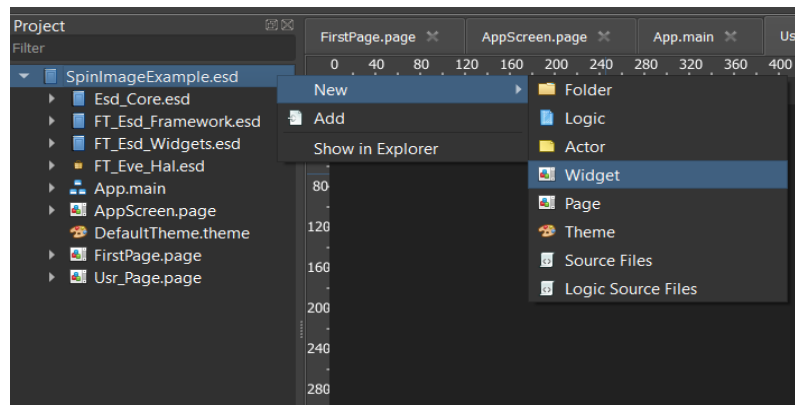 Project
Filter
SpinImageExample.esd
Esd_Core.esd
FT_Esd_Framework.esd
FT_Esd_Widgets.esd
FT_Eve_Hal.esd
App.main
AppScreen.page
DefaultTheme.theme
FirstPage.page
Usr_Page.page
FirstPage.page AppScreen.page App.main Us
0 40 80 120 160 200 240 280 320 360 400
80
120
160
200
240
280
New
Add
Show in Explorer
Folder
Logic
Actor
Widget
Page
Theme
Source Files
Logic Source Files